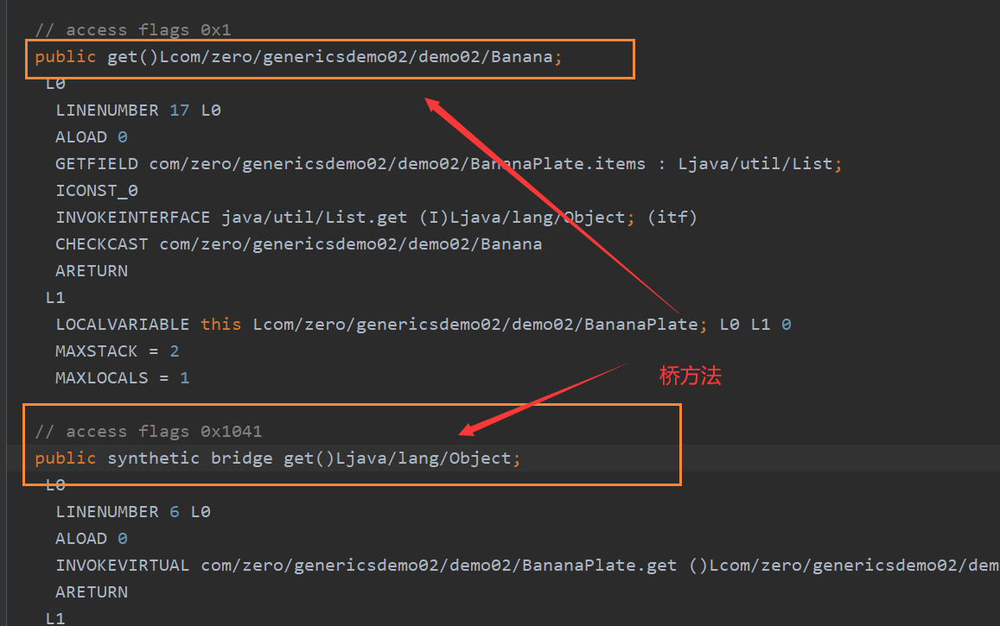 // access flags 0x1
public get()Lcom/zero/genericsdemo02/demo02/Banana;
L0
LINENUMBER 17 L0
ALOAD 0
GETFIELD com/zero/genericsdemo02/demo02/BananaPlate.items : Ljava/util/List;
ICONST_0
INVOKEINTERFACE java/util/List.get (I)Ljava/lang/Object; (itf)
CHECKCAST com/zero/genericsdemo02/demo02/Banana
ARETURN
L1
LOCALVARIABLE this Lcom/zero/genericsdemo02/demo02/BananaPlate; L0 L1 0
MAXSTACK = 2
MAXLOCALS = 1
桥方法
// access flags 0x1041
public synthetic bridge get()Ljava/lang/Object;
L0
LINENUMBER 6 L0
ALOAD 0
INVOKEVIRTUAL com/zero/genericsdemo02/demo02/BananaPlate.get ()Lcom/zero/genericsdemo02/dem
ARETURN
L1